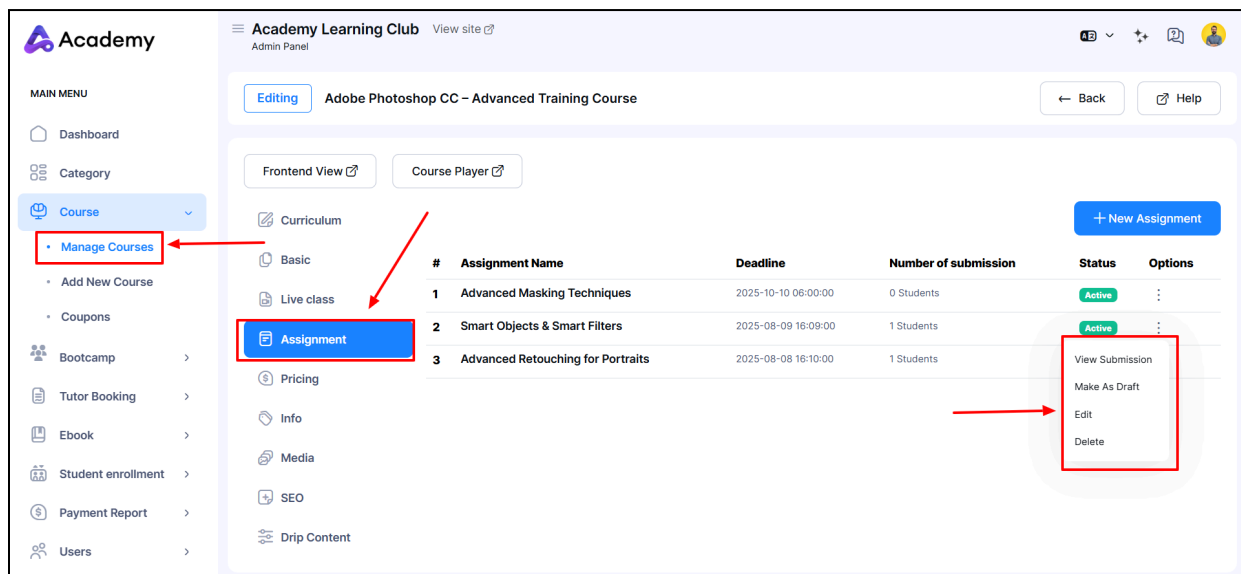 Academy
Academy Learning Club View site
Admin Panel
MAIN MENU
Dashboard
Category
Course
Manage Courses
Add New Course
Coupons
Bootcamp
Tutor Booking
Ebook
Student enrollment
Payment Report
Users
Editing Adobe Photoshop CC – Advanced Training Course
← Back Help
Frontend View Course Player
Curriculum
Basic
Live class
Assignment
Pricing
Info
Media
SEO
Drip Content
+ New Assignment
# Assignment Name Deadline Number of submission Status Options
1 Advanced Masking Techniques 2025-10-10 06:00:00 0 Students Active
2 Smart Objects & Smart Filters 2025-08-09 16:09:00 1 Students Active
3 Advanced Retouching for Portraits 2025-08-08 16:10:00 1 Students
View Submission
Make As Draft
Edit
Delete